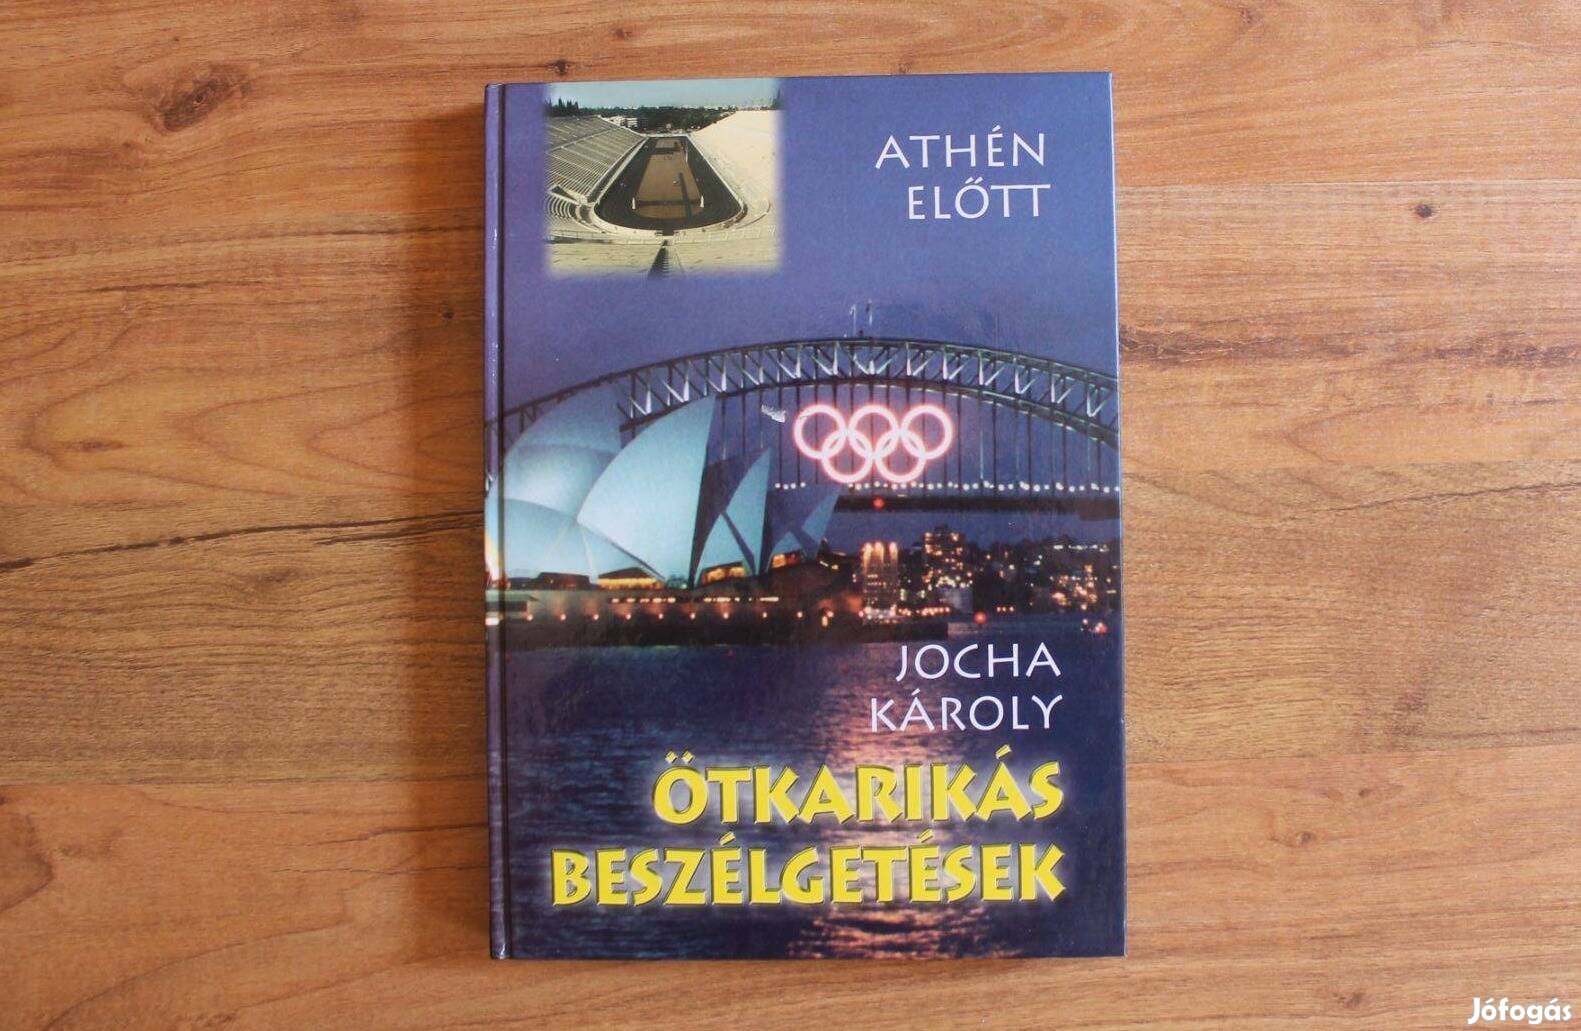 ATHÉN
ELŐTT
JOCHA
KÁROLY
ÖTKARIKÁS
BESZÉLGETÉSEK
Jófogás